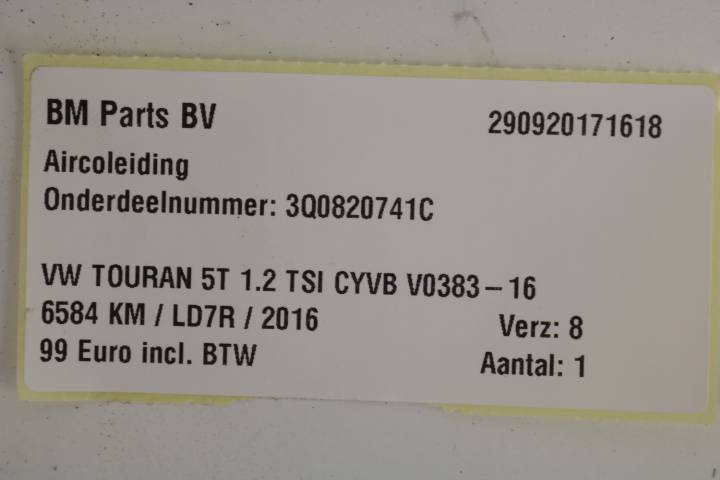 BM Parts BV 290920171618
Aircoleiding
Onderdeelnummer: 3Q0820741C
VW TOURAN 5T 1.2 TSI CYVB V0383-16
6584 KM / LD7R / 2016 Verz: 8
99 Euro incl. BTW Aantal: 1